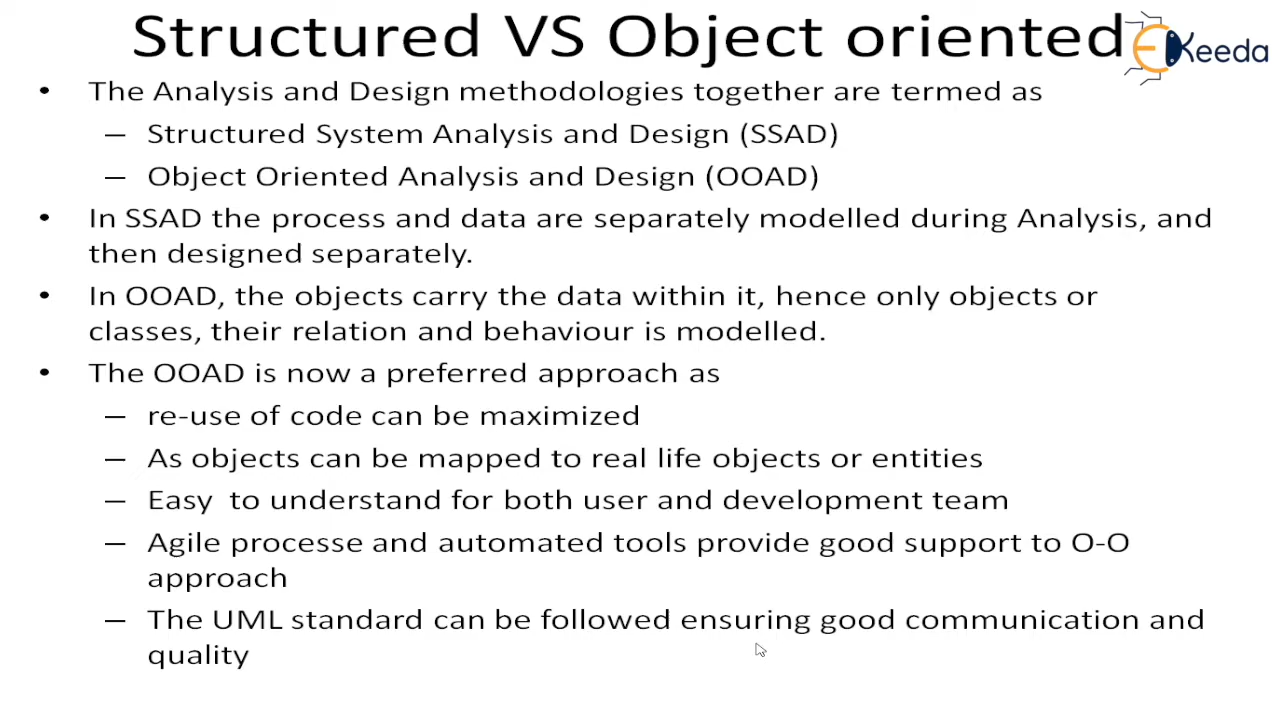 Structured VS Object oriented
EKeeda
• The Analysis and Design methodologies together are termed as
– Structured System Analysis and Design (SSAD)
– Object Oriented Analysis and Design (OOAD)
• In SSAD the process and data are separately modelled during Analysis, and
then designed separately.
• In OOAD, the objects carry the data within it, hence only objects or
classes, their relation and behaviour is modelled.
• The OOAD is now a preferred approach as
– re-use of code can be maximized
– As objects can be mapped to real life objects or entities
– Easy  to understand for both user and development team
– Agile processe and automated tools provide good support to O-O
approach
– The UML standard can be followed ensuring good communication and
quality